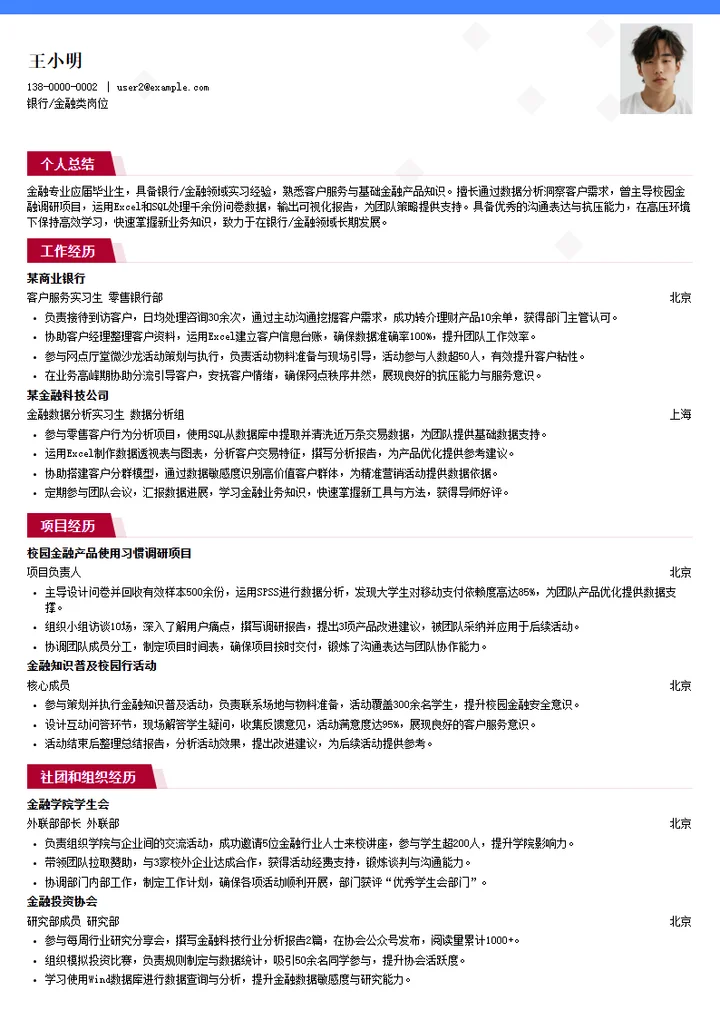 王小明
138-0000-0002 | user2@example.com
银行/金融类岗位
个人总结
金融专业应届毕业生，具备银行/金融领域实习经验，熟悉客户服务与基础金融产品知识。擅长通过数据分析洞察客户需求，曾主导校园金
融调研项目，运用Excel和SQL处理千余份问卷数据，输出可视化报告，为团队策略提供支持。具备优秀的沟通表达与抗压能力，在高压环境
下保持高效学习，快速掌握新业务知识，致力于在银行/金融领域长期发展。
工作经历
某商业银行
客户服务实习生 零售银行部 北京
• 负责接待到访客户，日均处理咨询30余次，通过主动沟通挖掘客户需求，成功转介理财产品10余单，获得部门主管认可。
• 协助客户经理整理客户资料，运用Excel建立客户信息台账，确保数据准确率100%，提升团队工作效率。
• 参与网点厅堂微沙龙活动策划与执行，负责活动物料准备与现场引导，活动参与人数超50人，有效提升客户粘性。
• 在业务高峰期协助分流引导客户，安抚客户情绪，确保网点秩序井然，展现良好的抗压能力与服务意识。
某金融科技公司
金融数据分析实习生 数据分析组 上海
• 参与零售客户行为分析项目，使用SQL从数据库中提取并清洗近万条交易数据，为团队提供基础数据支持。
• 运用Excel制作数据透视表与图表，分析客户交易特征，撰写分析报告，为产品优化提供参考建议。
• 协助搭建客户分群模型，通过数据敏感度识别高价值客户群体，为精准营销活动提供数据依据。
• 定期参与团队会议，汇报数据进展，学习金融业务知识，快速掌握新工具与方法，获得导师好评。
项目经历
校园金融产品使用习惯调研项目
项目负责人 北京
• 主导设计问卷并回收有效样本500余份，运用SPSS进行数据分析，发现大学生对移动支付依赖度高达85%，为团队产品优化提供数据支
撑。
• 组织小组访谈10场，深入了解用户痛点，撰写调研报告，提出3项产品改进建议，被团队采纳并应用于后续活动。
• 协调团队成员分工，制定项目时间表，确保项目按时交付，锻炼了沟通表达与团队协作能力。
金融知识普及校园行活动
核心成员 北京
• 参与策划并执行金融知识普及活动，负责联系场地与物料准备，活动覆盖300余名学生，提升校园金融安全意识。
• 设计互动问答环节，现场解答学生疑问，收集反馈意见，活动满意度达95%，展现良好的客户服务意识。
• 活动结束后整理总结报告，分析活动效果，提出改进建议，为后续活动提供参考。
社团和组织经历
金融学院学生会
外联部部长 外联部 北京
• 负责组织学院与企业间的交流活动，成功邀请5位金融行业人士来校讲座，参与学生超200人，提升学院影响力。
• 带领团队拉取赞助，与3家校外企业达成合作，获得活动经费支持，锻炼谈判与沟通能力。
• 协调部门内部工作，制定工作计划，确保各项活动顺利开展，部门获评“优秀学生会部门”。
金融投资协会
研究部成员 研究部 北京
• 参与每周行业研究分享会，撰写金融科技行业分析报告2篇，在协会公众号发布，阅读量累计1000+。
• 组织模拟投资比赛，负责规则制定与数据统计，吸引50余名同学参与，提升协会活跃度。
• 学习使用Wind数据库进行数据查询与分析，提升金融数据敏感度与研究能力。